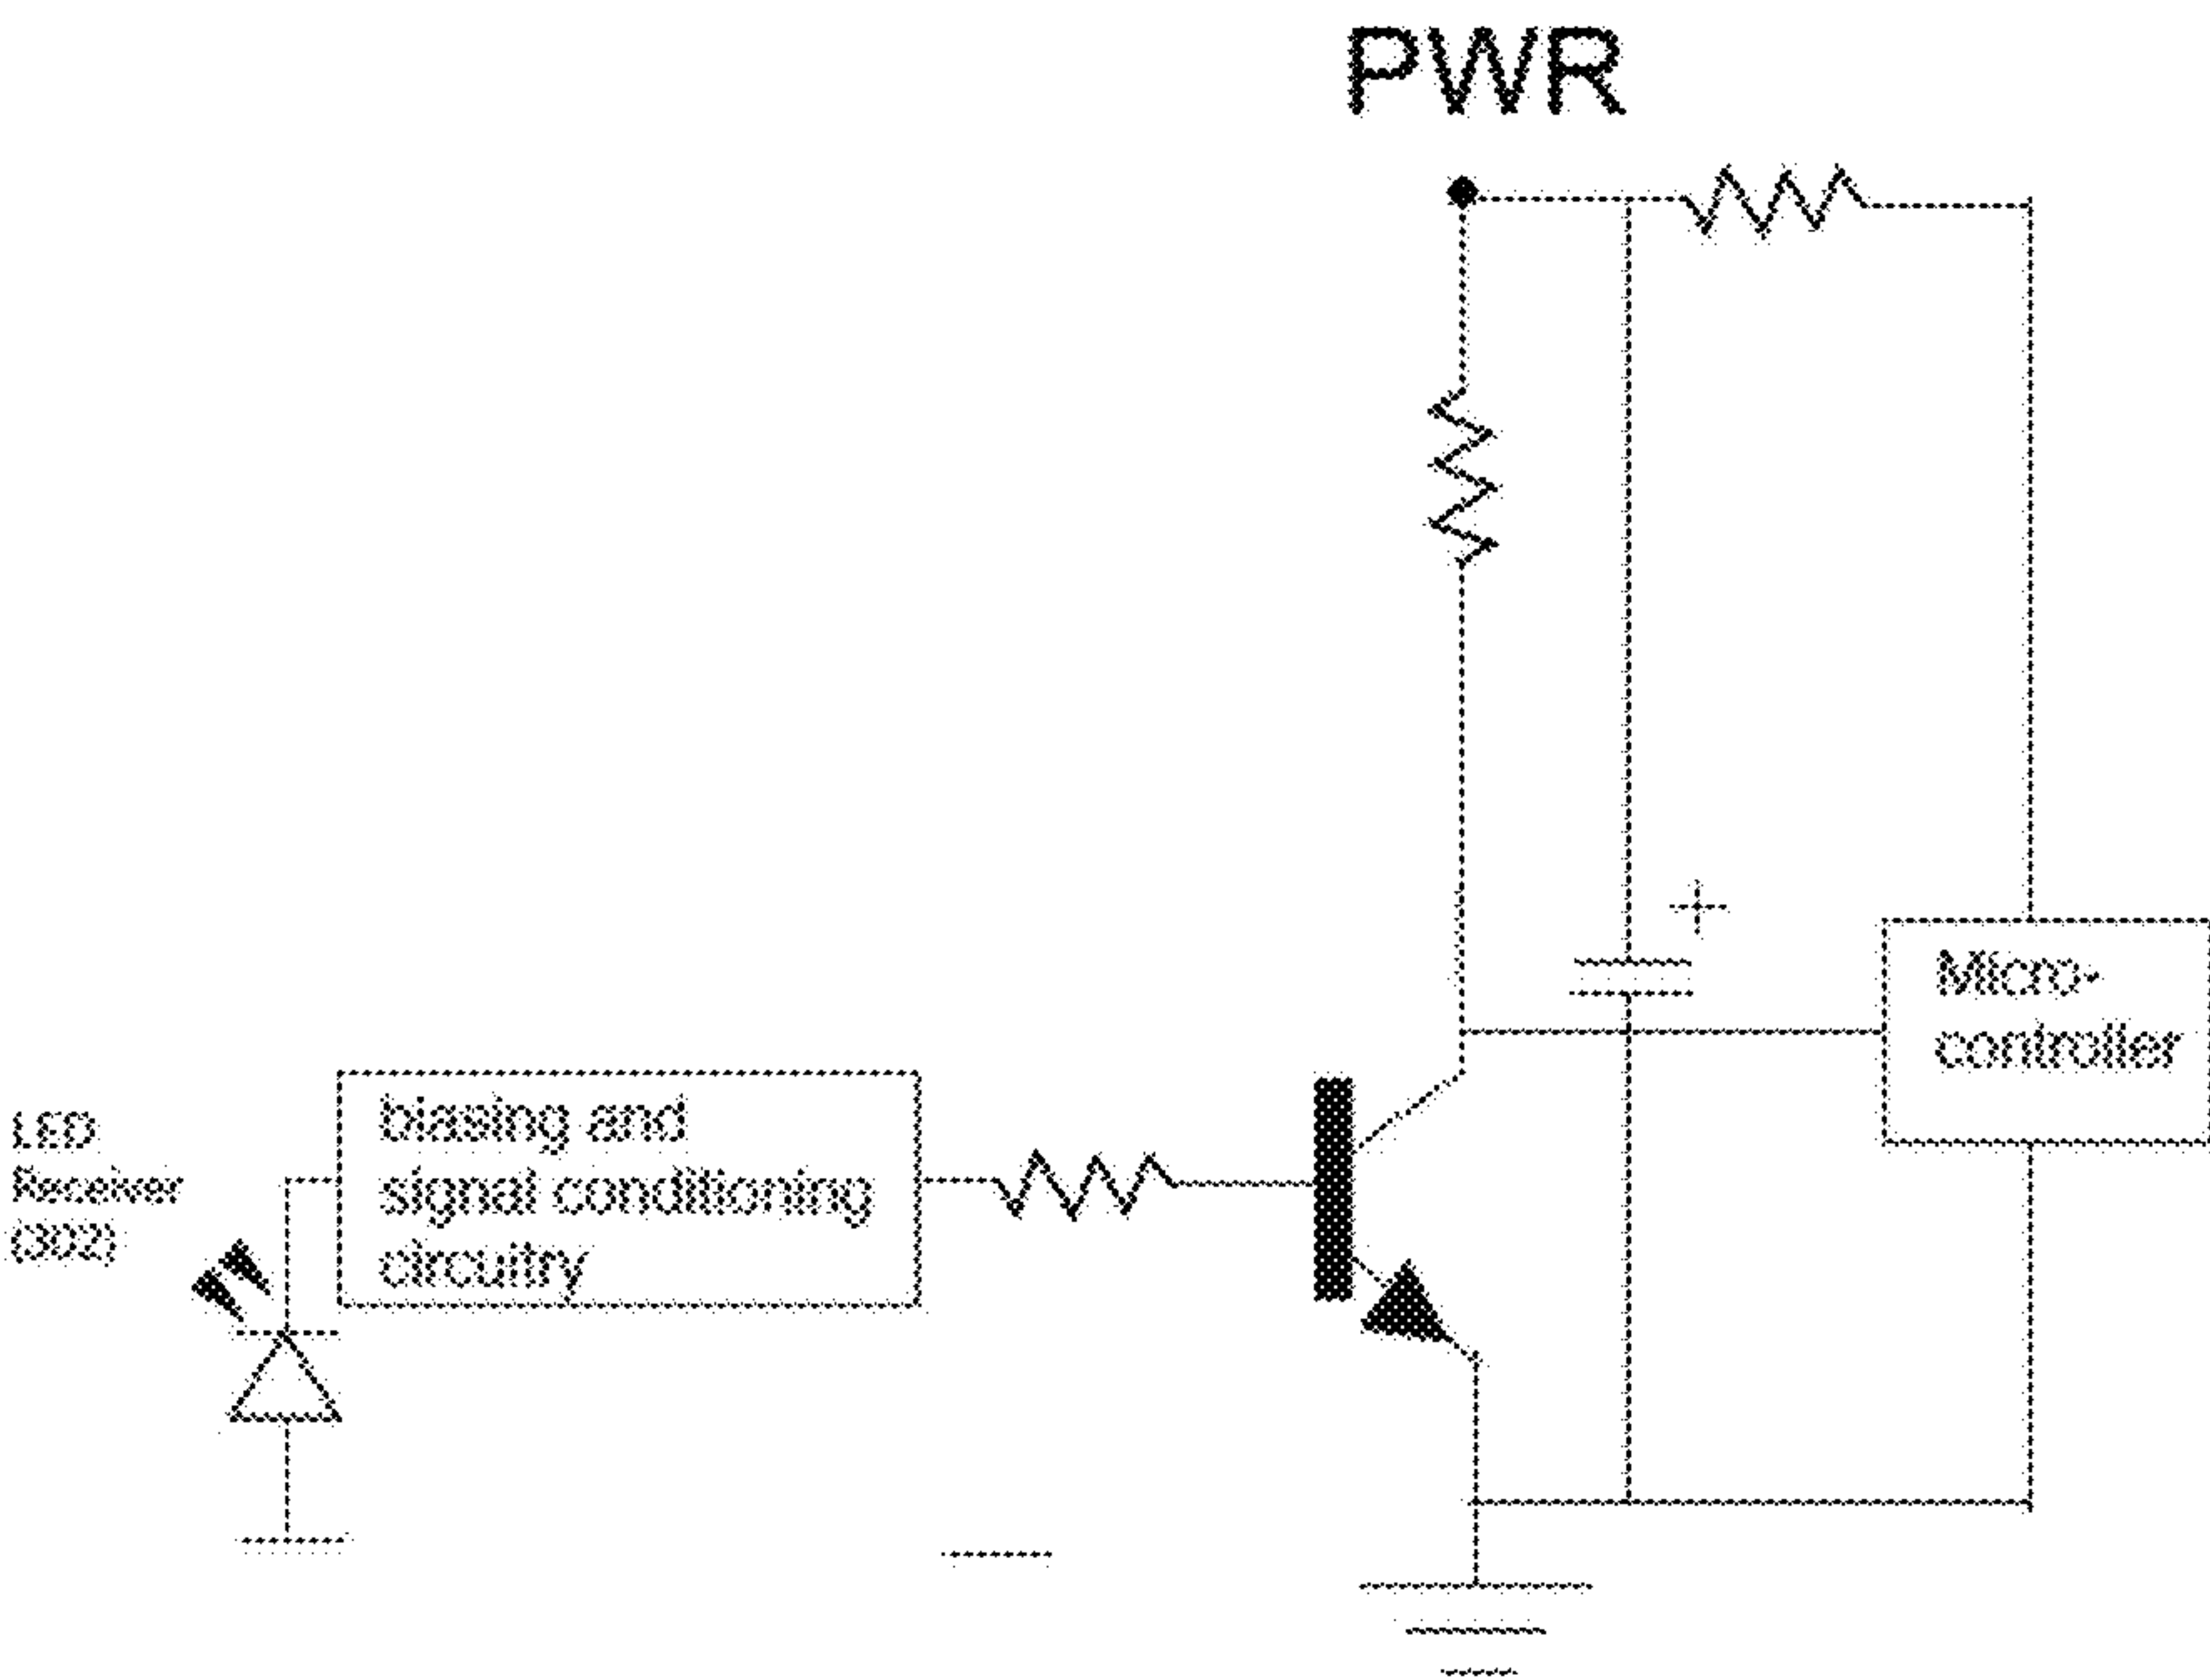 PWR
Micro-
controller
biasing and
signal conditioning
circuitry
LED
Receiver
(302)
+